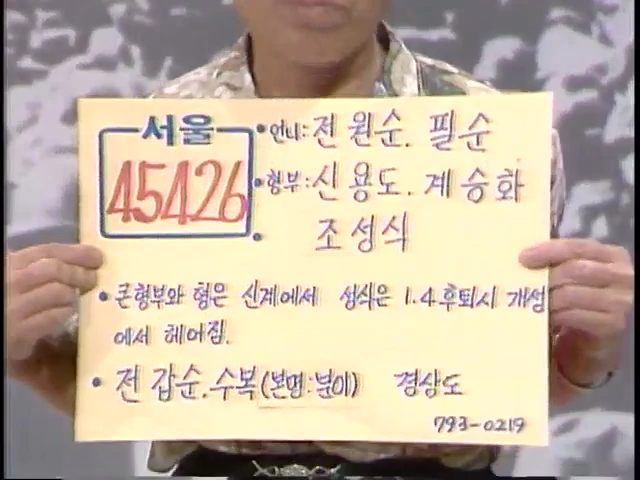 서울
45426
•언니: 전원순. 필순
•형부: 신용도. 계승화
• 조성식
• 큰형부와 형은 신계에서 성식은 1.4.후퇴시 개성
에서 헤어짐.
• 전갑순. 수복(본명:분이) 경상도
793-0219